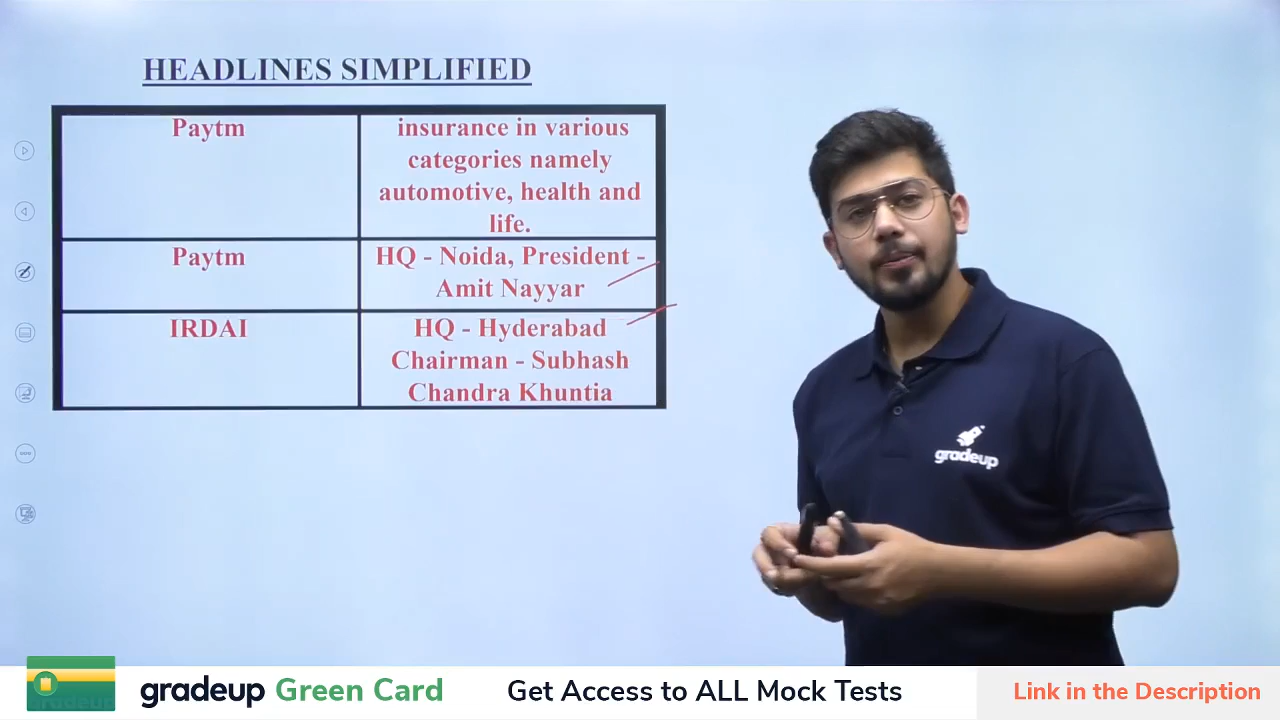 HEADLINES SIMPLIFIED
Paytm
insurance in various
categories namely
automotive, health and
life.
Paytm
HQ - Noida, President -
Amit Nayyar
IRDAI
HQ - Hyderabad
Chairman - Subhash
Chandra Khuntia
gradeup
gradeup Green Card
Get Access to ALL Mock Tests
Link in the Description